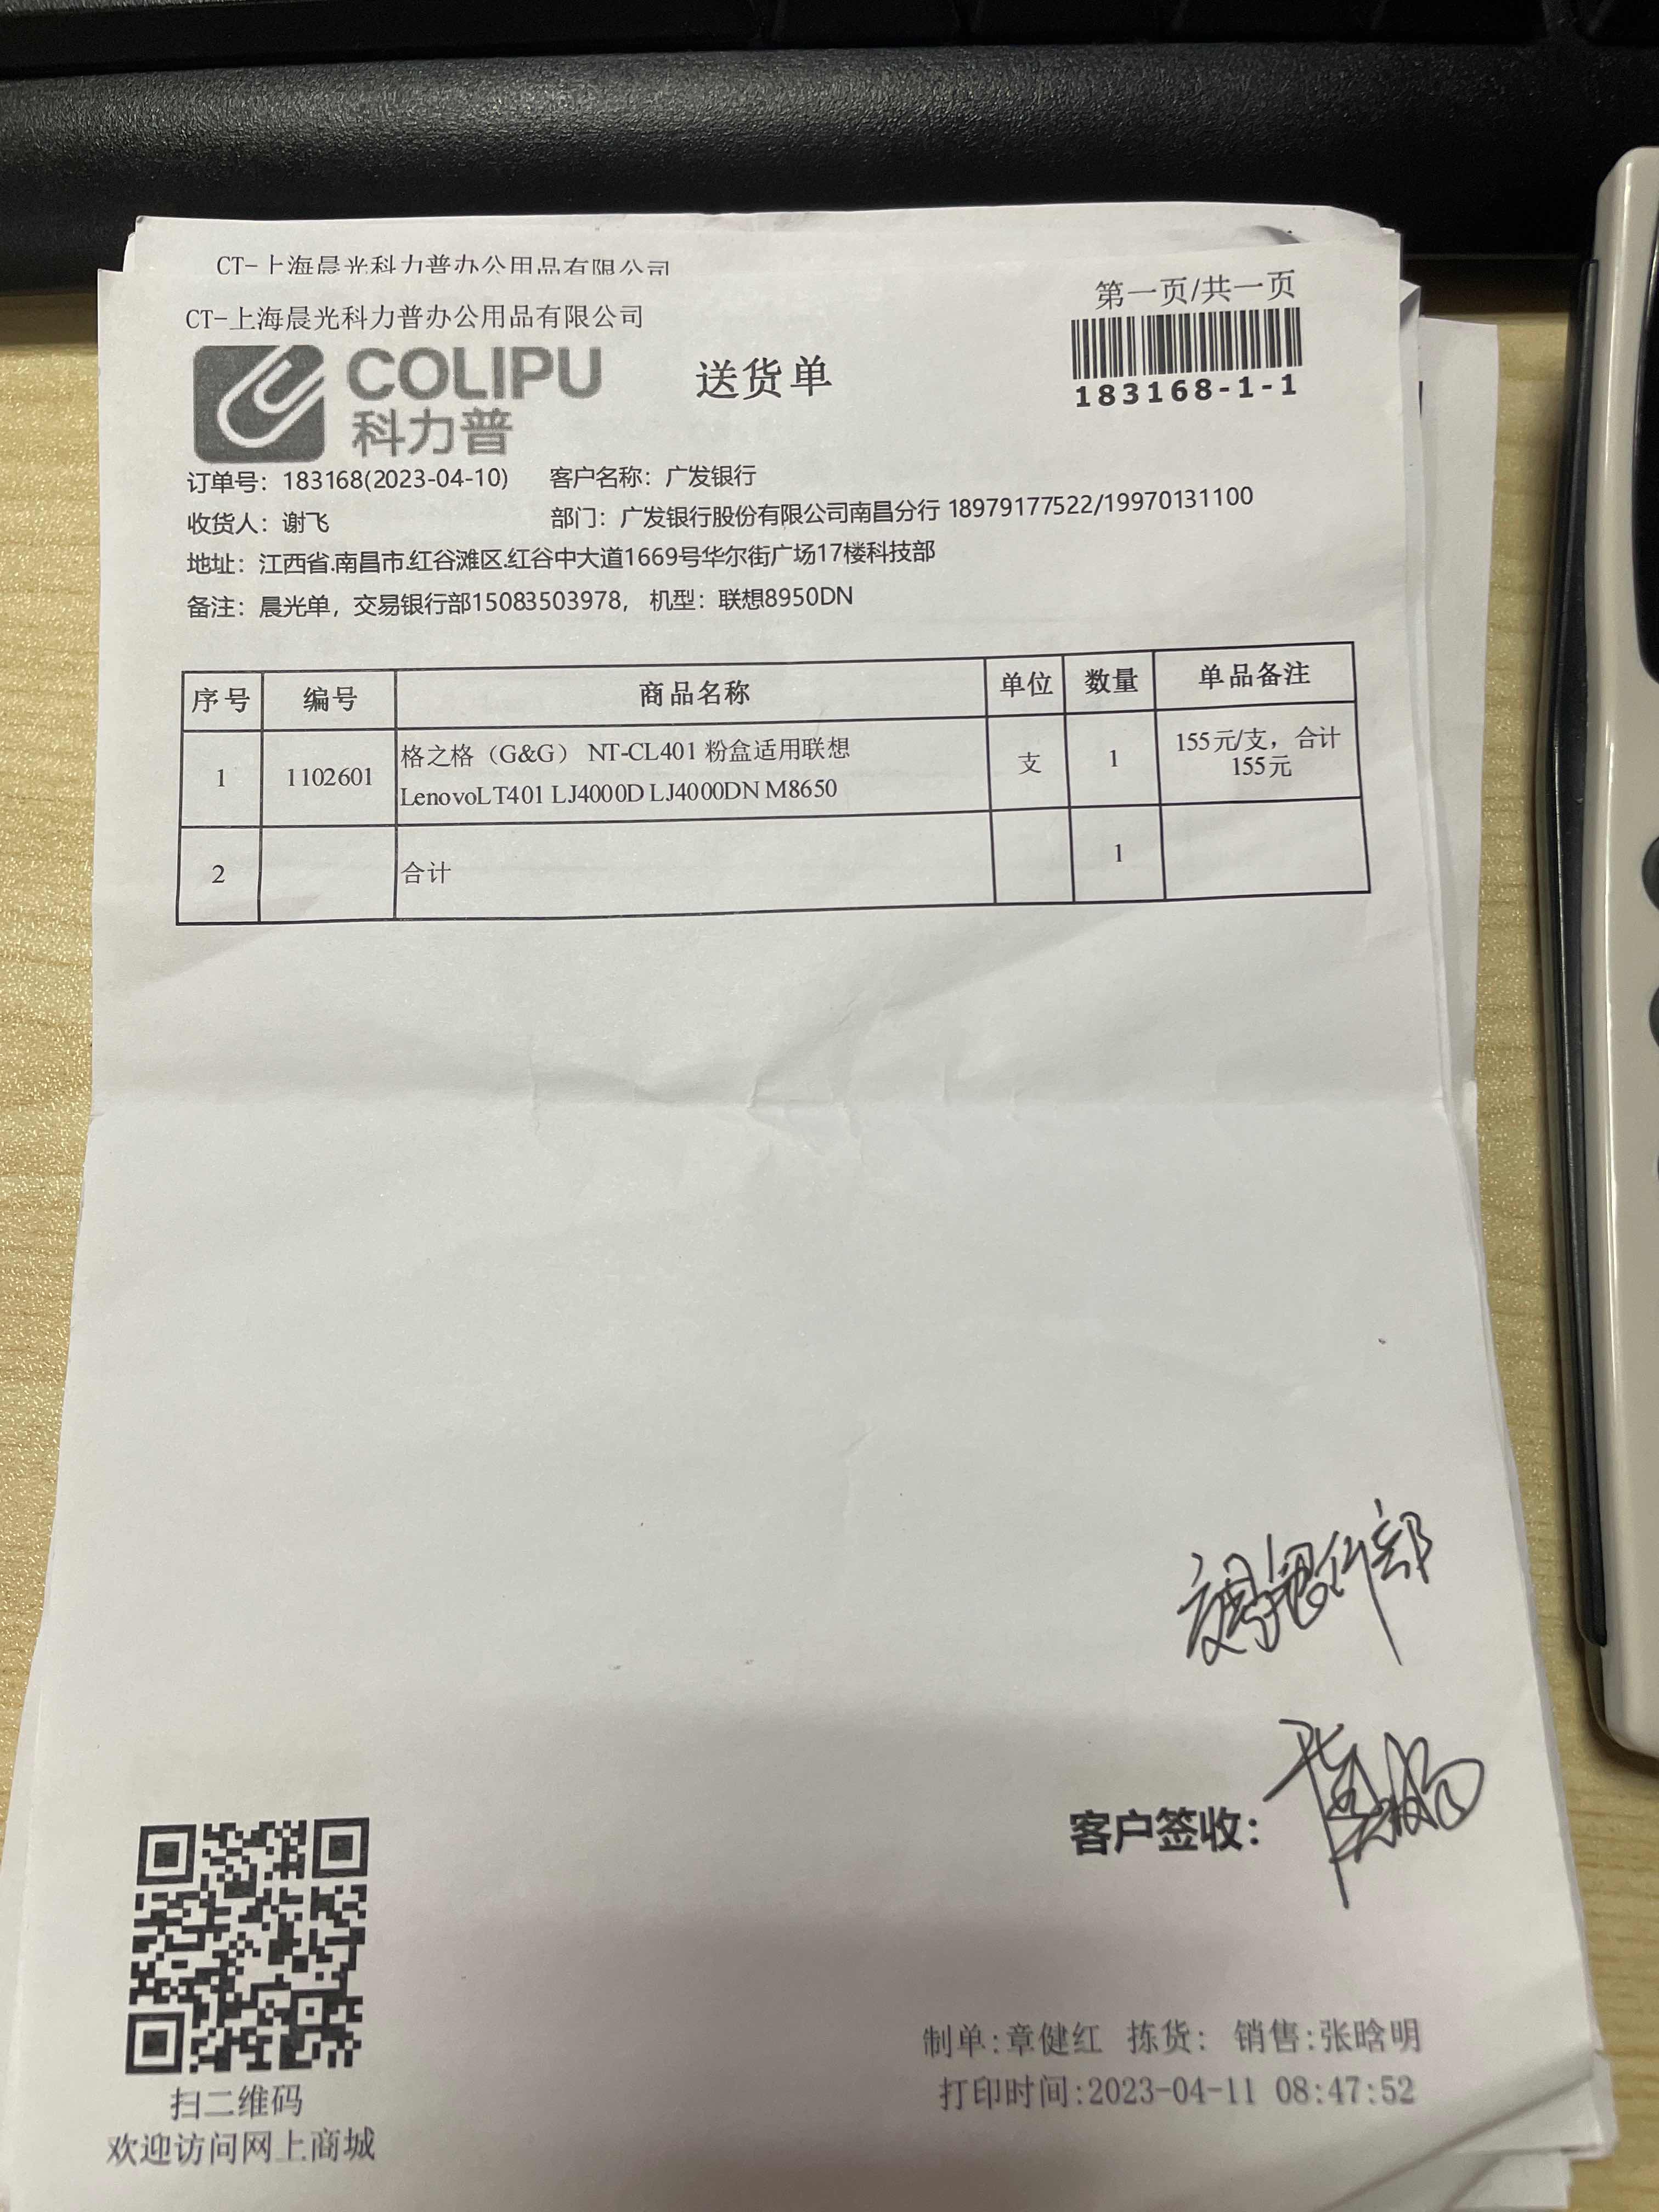 CT-上海晨光科力普办公用品有限公司
CT-上海晨光科力普办公用品有限公司
第一页/共一页
COLIPU
科力普
送货单
183168-1-1
订单号：183168(2023-04-10) 客户名称：广发银行
收货人：谢飞 部门：广发银行股份有限公司南昌分行 18979177522/19970131100
地址：江西省.南昌市.红谷滩区.红谷中大道1669号华尔街广场17楼科技部
备注：晨光单，交易银行部15083503978， 机型：联想8950DN
序号 编号 商品名称 单位 数量 单品备注
1 1102601 格之格（G&G） NT-CL401 粉盒适用联想 支 1 155元/支，合计
LenovoLT401 LJ4000D LJ4000DN M8650 155元
2 合计 1
交易银行部
客户签收：
制单:章健红 拣货: 销售:张晗明
打印时间:2023-04-11 08:47:52
扫二维码
欢迎访问网上商城